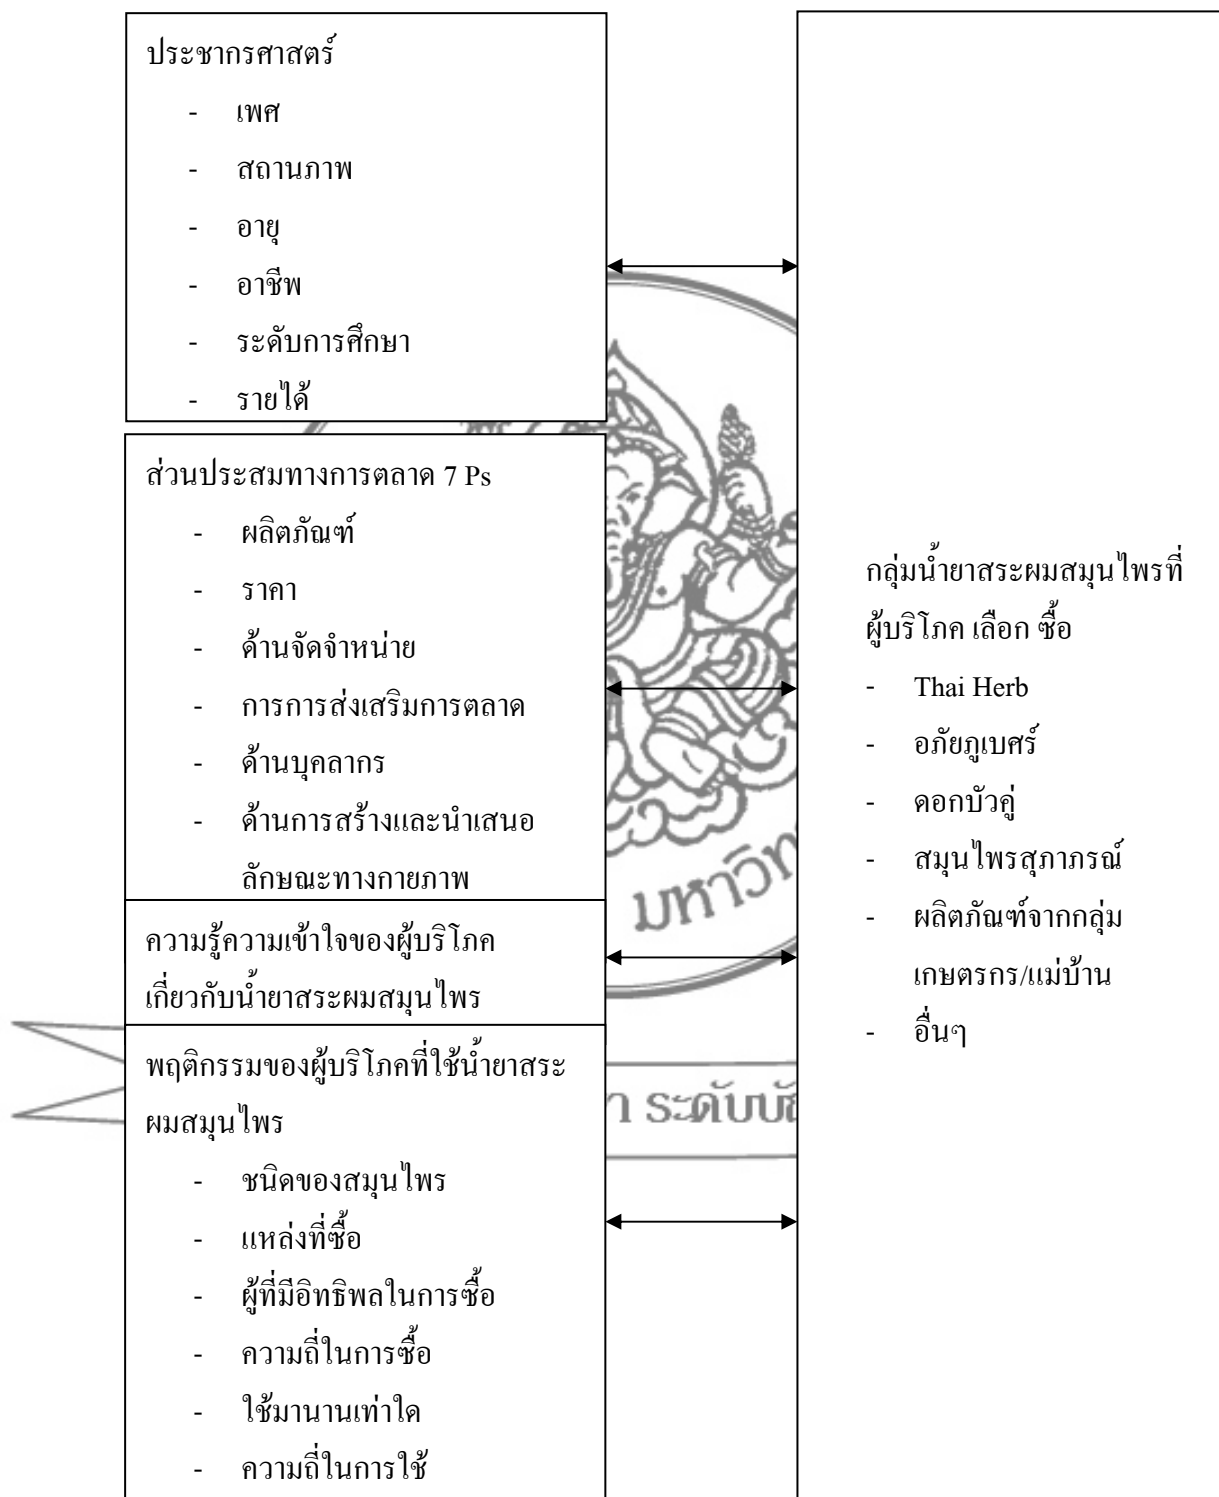 ประชากรศาสตร์
- เพศ
- สถานภาพ
- อายุ
- อาชีพ
- ระดับการศึกษา
- รายได้
ส่วนประสมทางการตลาด 7 Ps
- ผลิตภัณฑ์
- ราคา
- ด้านจัดจำหน่าย
- การการส่งเสริมการตลาด
- ด้านบุคลากร
- ด้านการสร้างและนำเสนอ
ลักษณะทางกายภาพ
ความรู้ความเข้าใจของผู้บริโภค
เกี่ยวกับน้ำยาสระผมสมุนไพร
พฤติกรรมของผู้บริโภคที่ใช้น้ำยาสระ
ผมสมุนไพร
- ชนิดของสมุนไพร
- แหล่งที่ซื้อ
- ผู้ที่มีอิทธิพลในการซื้อ
- ความถี่ในการซื้อ
- ใช้มานานเท่าใด
- ความถี่ในการใช้
กลุ่มน้ำยาสระผมสมุนไพรที่
ผู้บริโภค เลือก ซื้อ
- Thai Herb
- อภัยภูเบศร์
- ดอกบัวคู่
- สมุนไพรสุภาภรณ์
- ผลิตภัณฑ์จากกลุ่ม
เกษตรกร/แม่บ้าน
- อื่นๆ
มหาวิท
ระดับบั